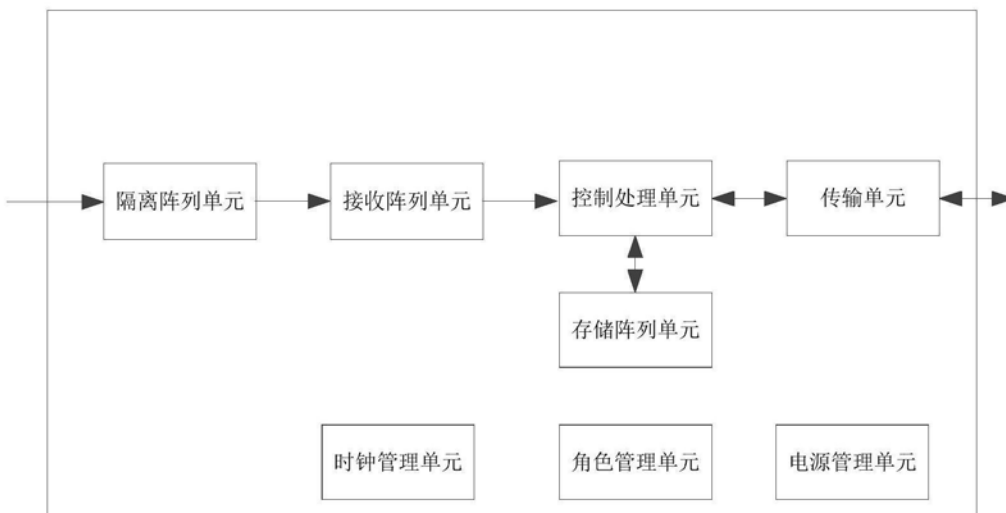 隔离阵列单元
接收阵列单元
控制处理单元
传输单元
存储阵列单元
时钟管理单元
角色管理单元
电源管理单元